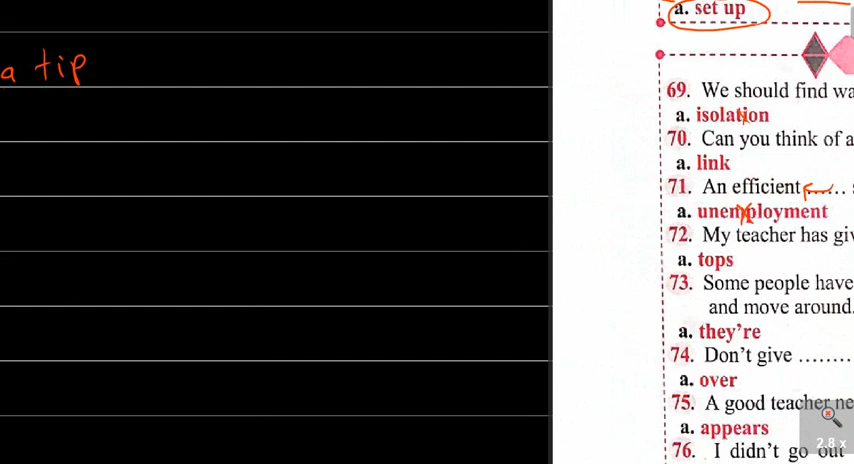 a tip
a. set up
69. We should find wa
a. isolation
70. Can you think of a
a. link
71. An efficient ......
a. unemployment
72. My teacher has giv
a. tops
73. Some people have
and move around.
a. they're
74. Don't give ........
a. over
75. A good teacher ne
a. appears
76. I didn't go out
2.8 x